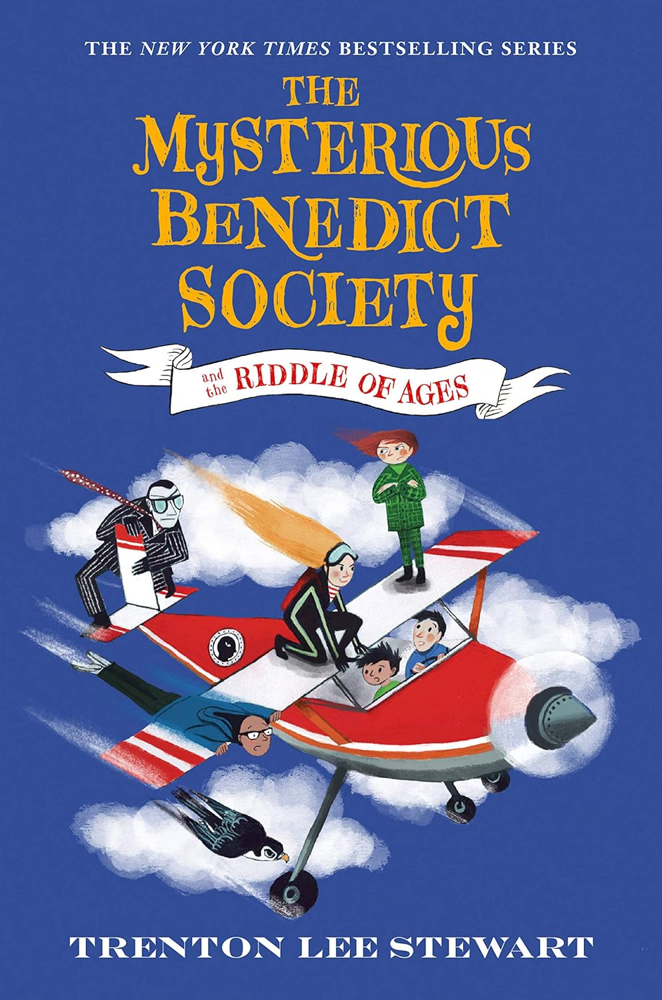 THE NEW YORK TIMES BESTSELLING SERIES
THE
MySTERIOUS
BENEDICT
SOCIETy
and the RIDDLE OF AGES
TRENTON LEE STEWART